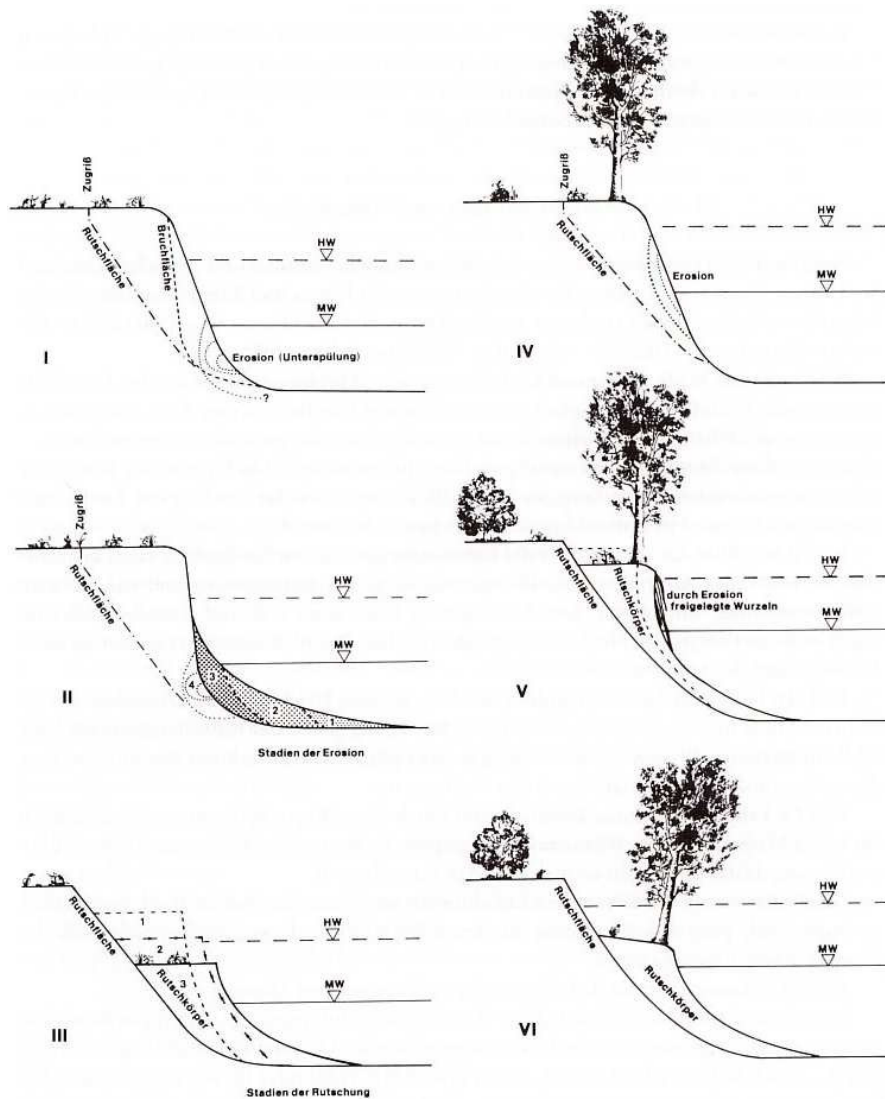 Zugriß
Rutschfläche
Bruchfläche
HW
MW
Erosion (Unterspülung)
?
I
Zugriß
Rutschfläche
HW
MW
4
3
2
1
II
Stadien der Erosion
Rutschfläche
1
2
3
Rutschkörper
HW
MW
III
Stadien der Rutschung
Zugriß
Rutschfläche
HW
Erosion
MW
IV
Rutschfläche
Rutschkörper
HW
durch Erosion
freigelegte Wurzeln
MW
V
Rutschfläche
HW
MW
Rutschkörper
VI